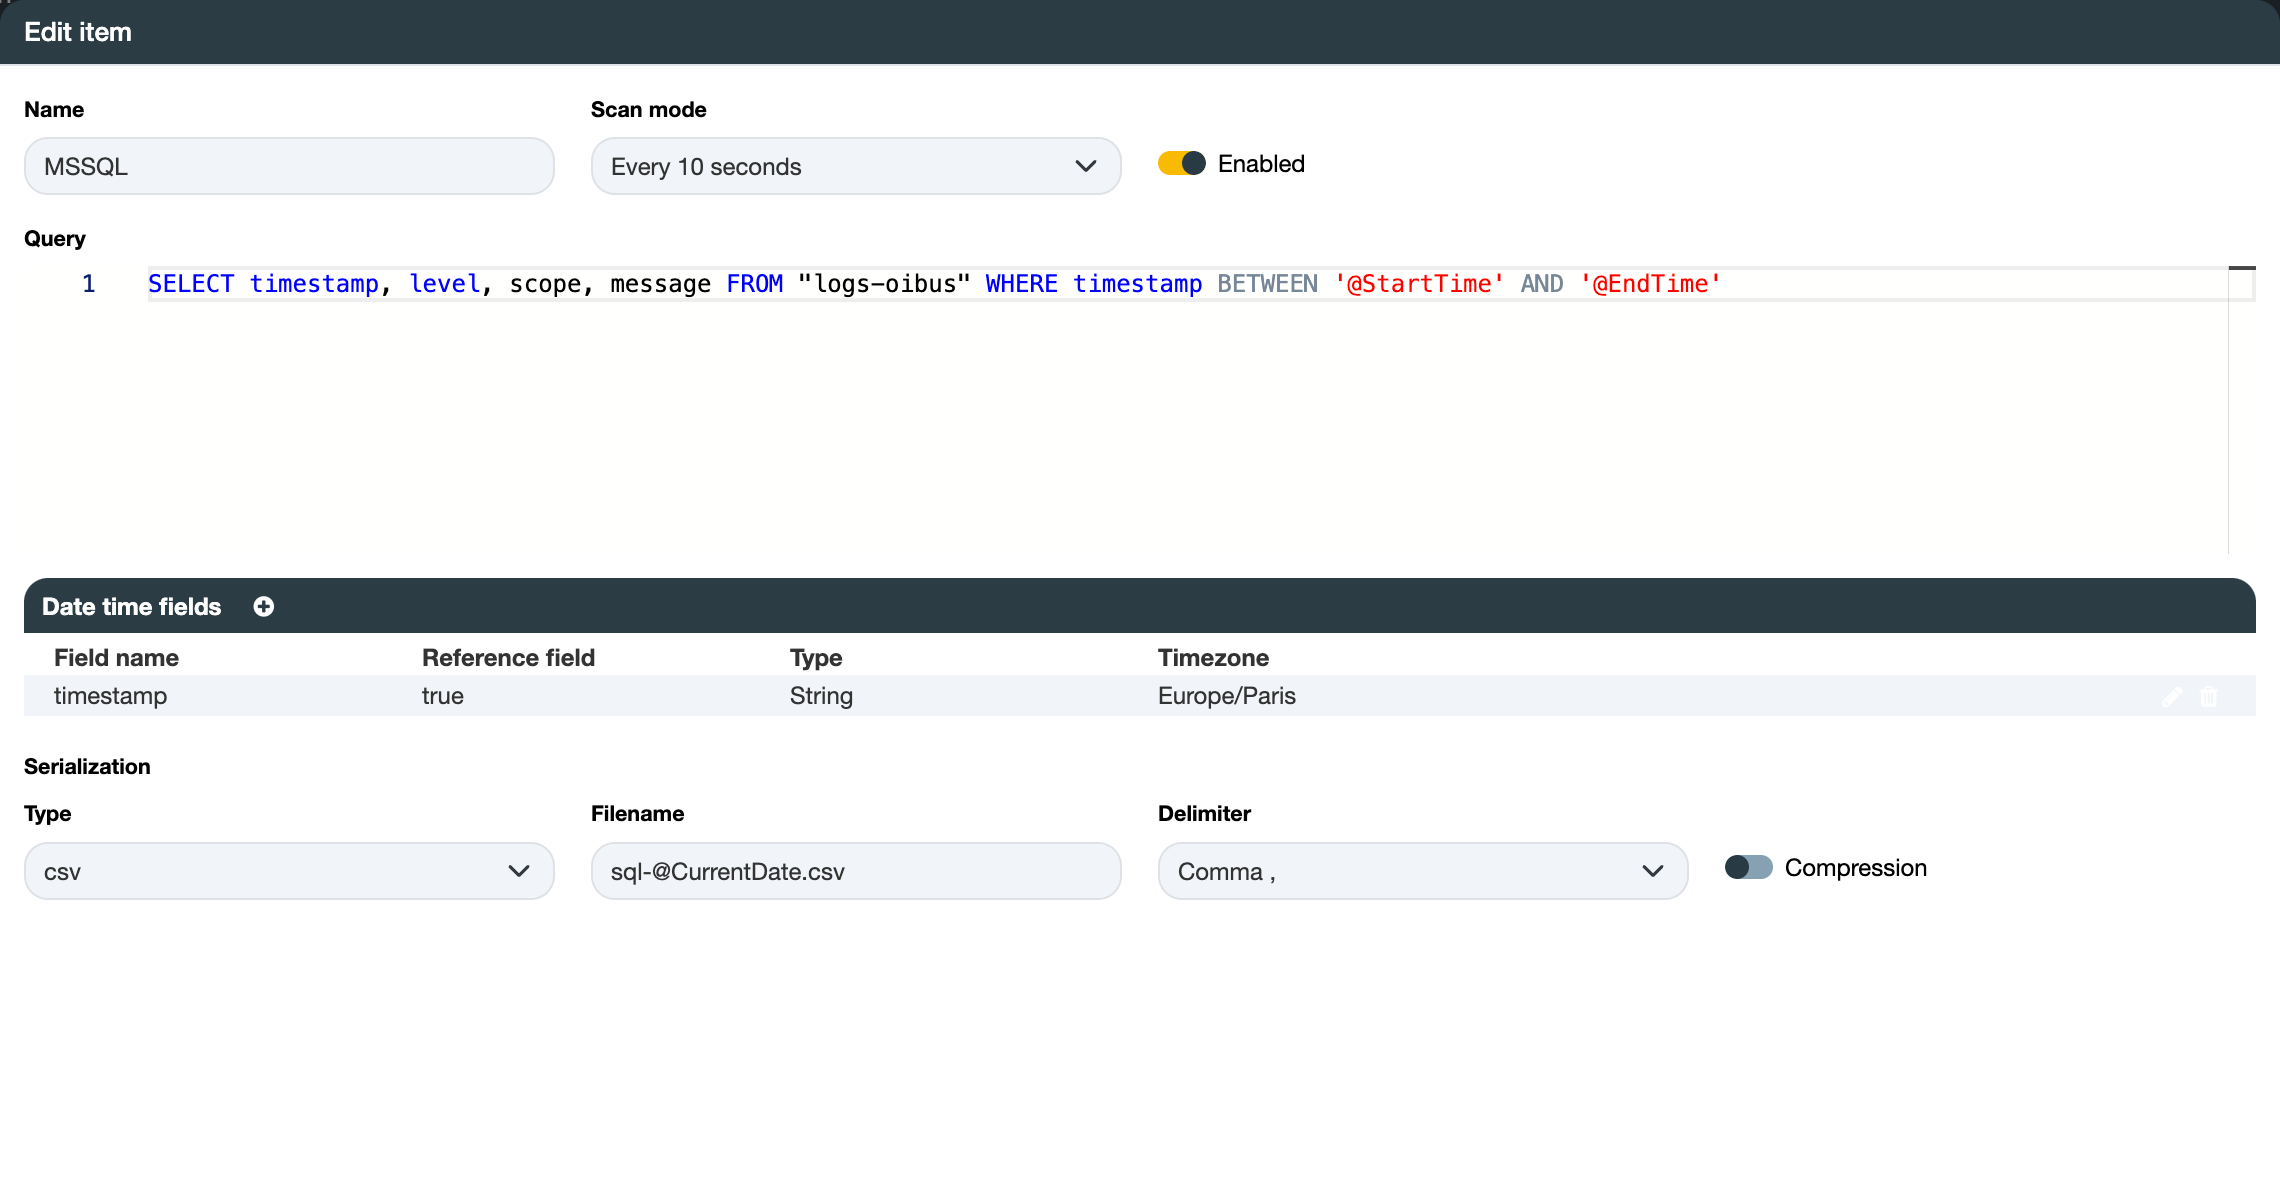 Edit item
Name
Scan mode
MSSQL
Every 10 seconds
Enabled
Query
1 SELECT timestamp, level, scope, message FROM "logs-oibus" WHERE timestamp BETWEEN '@StartTime' AND '@EndTime'
Date time fields
Field name Reference field Type Timezone
timestamp true String Europe/Paris
Serialization
Type Filename Delimiter
csv sql-@CurrentDate.csv Comma , Compression